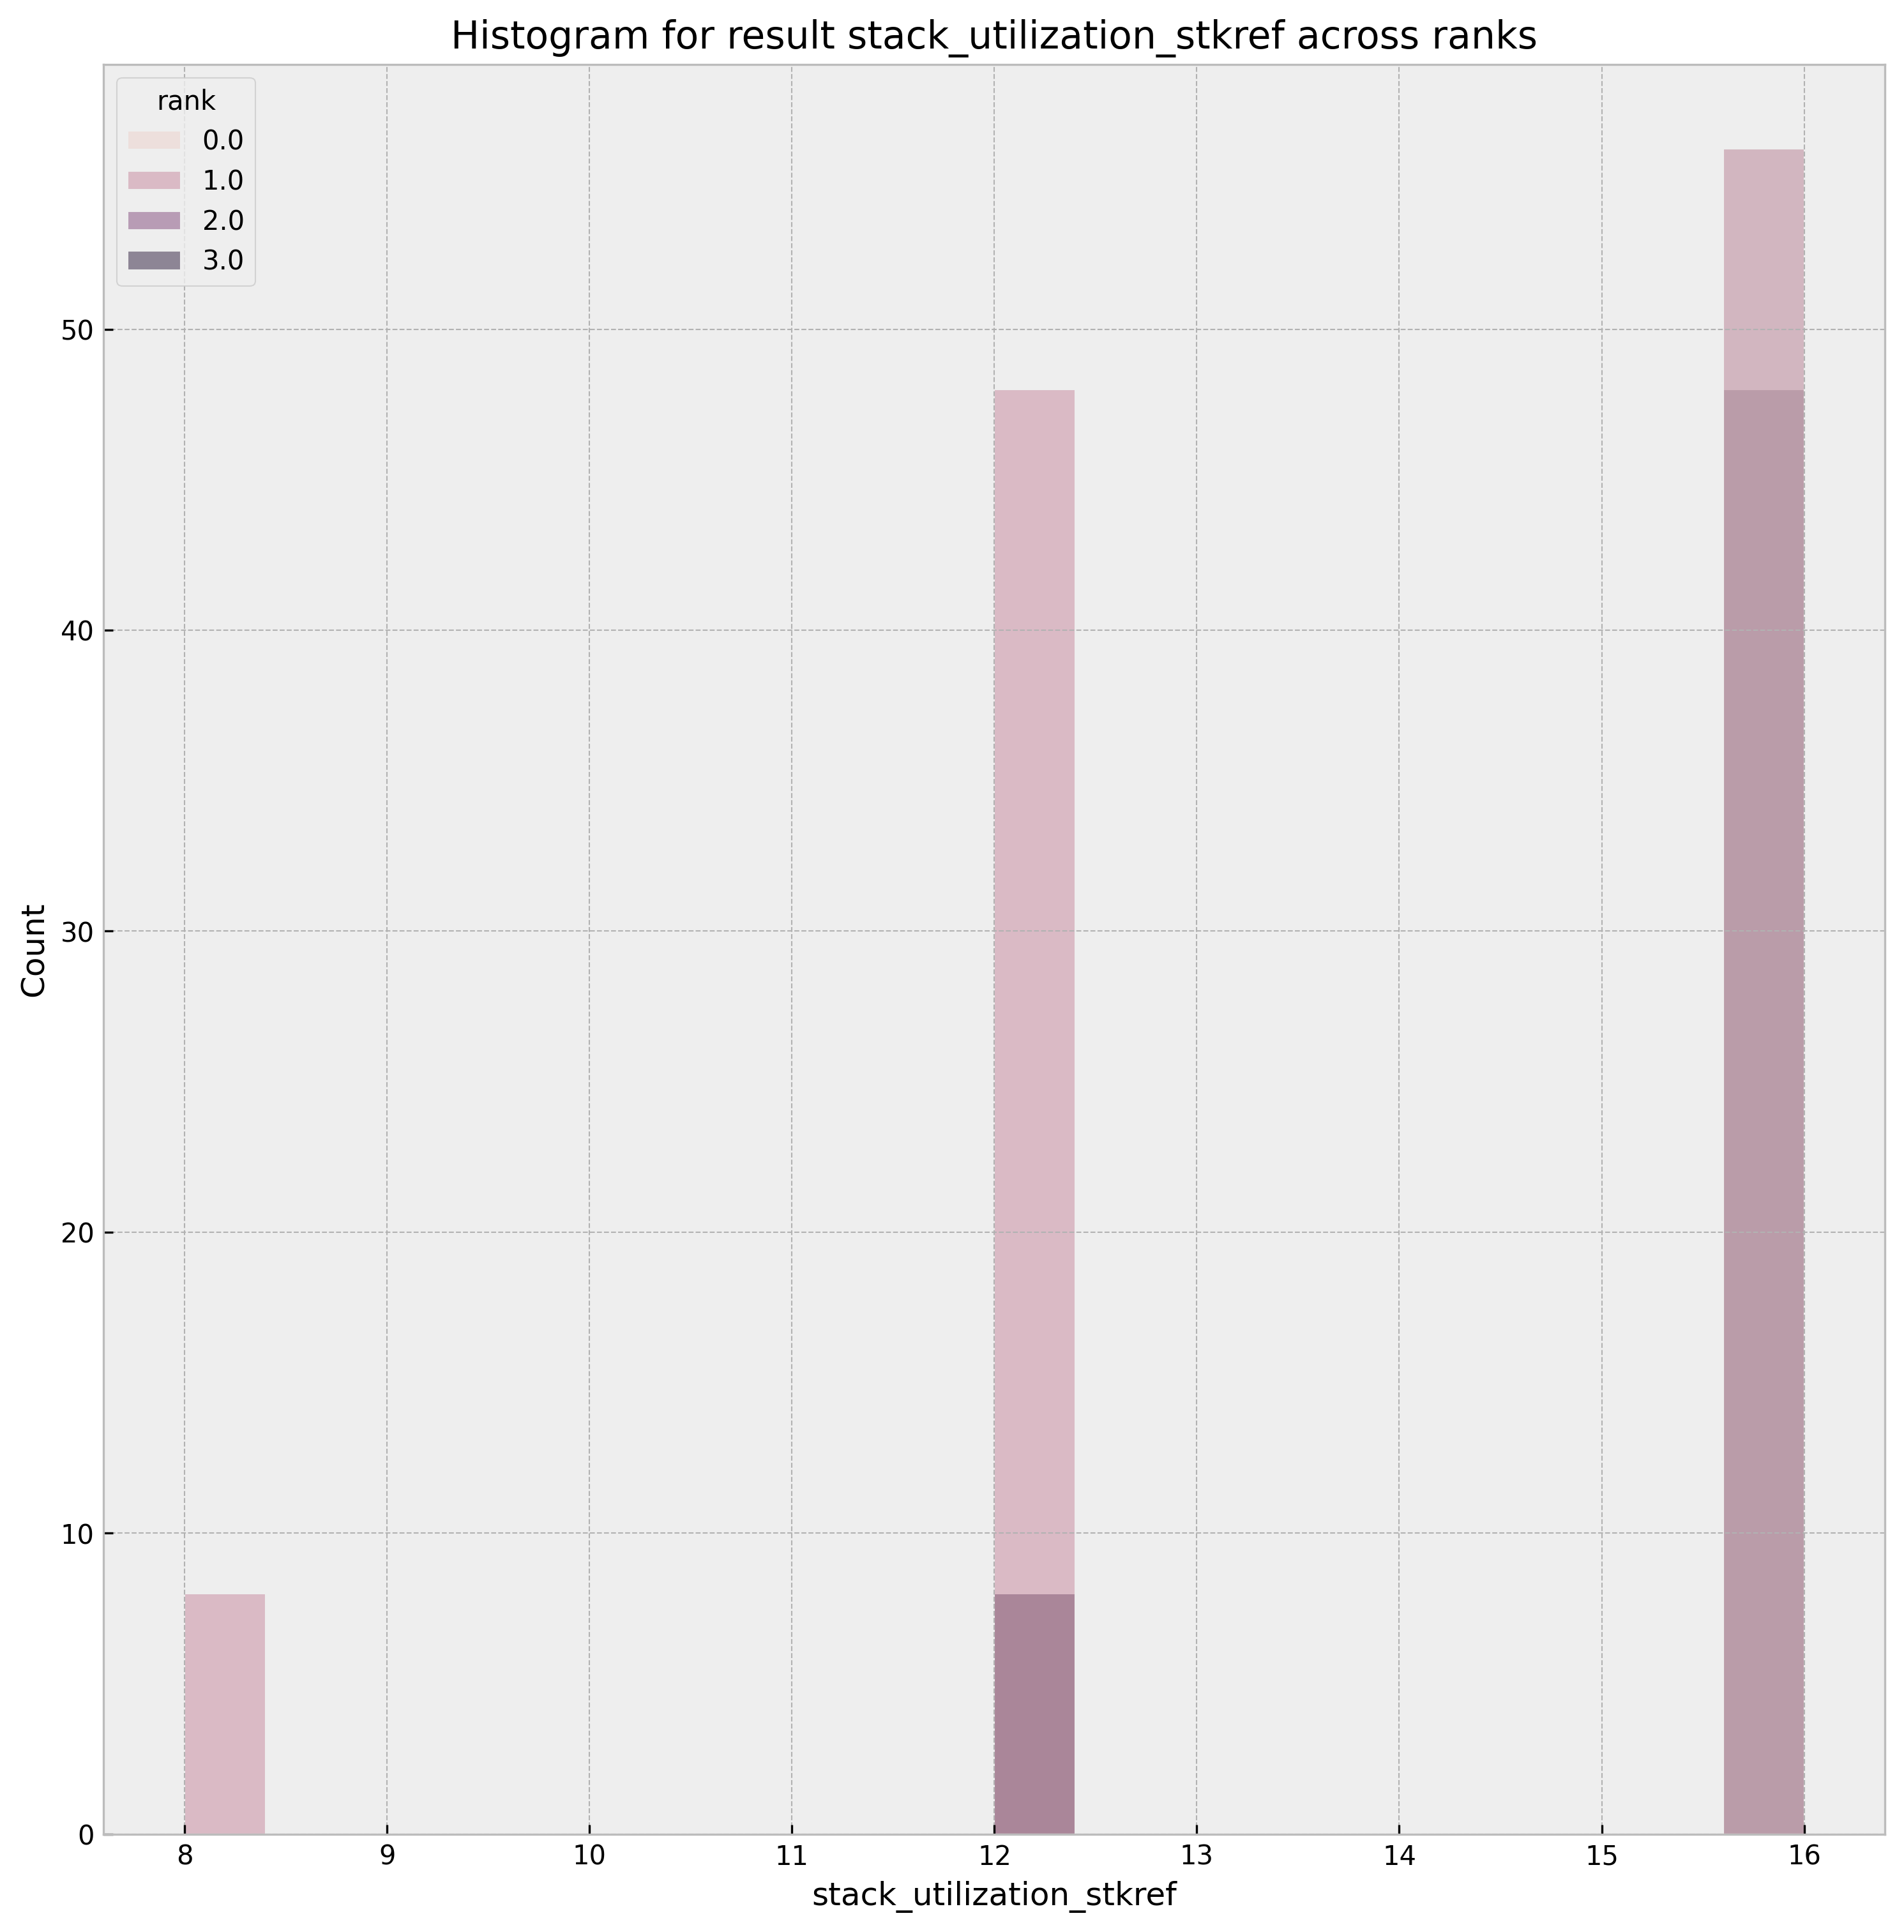 Histogram for result stack_utilization_stkref across ranks
rank
0.0
1.0
2.0
3.0
50
40
30
20
10
0
Count
8 9 10 11 12 13 14 15 16
stack_utilization_stkref